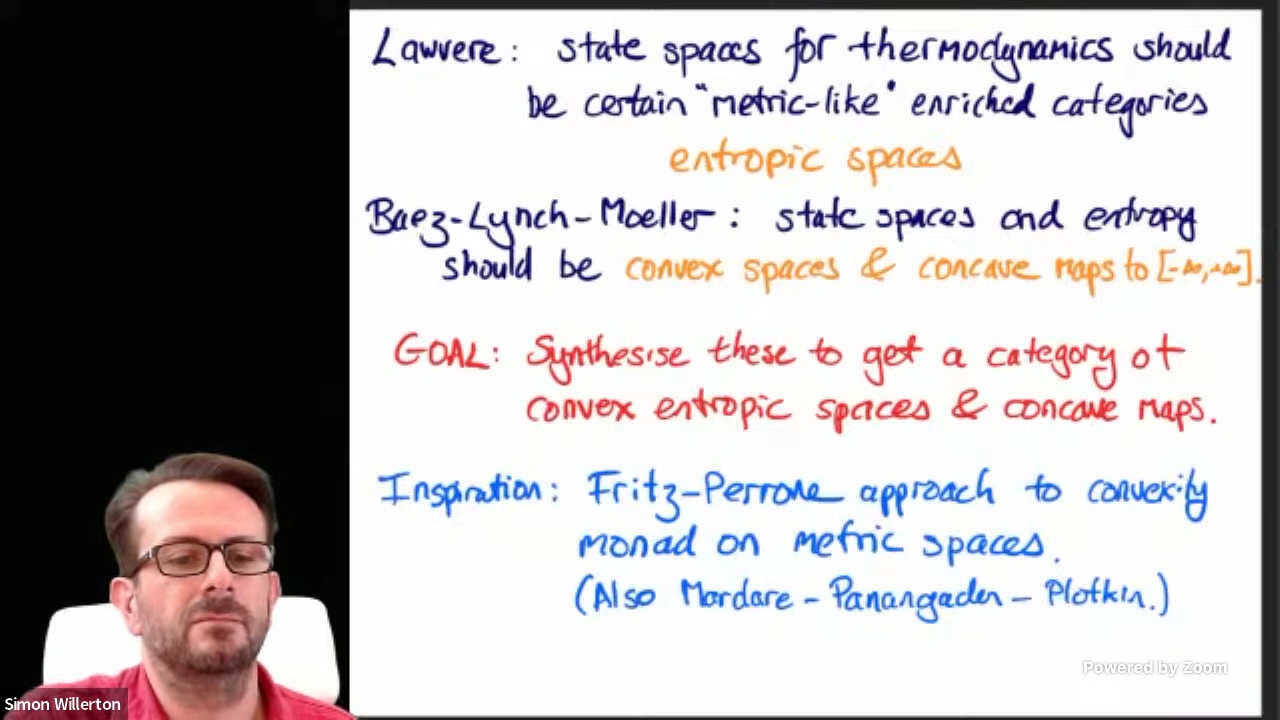 Lawvere: state spaces for thermodynamics should
be certain "metric-like" enriched categories
entropic spaces
Baez-Lynch-Moeller: state spaces and entropy
should be convex spaces & concave maps to [-∞,+∞].
GOAL: Synthesise these to get a category of
convex entropic spaces & concave maps.
Inspiration: Fritz-Perrone approach to convexity
monad on metric spaces.
(Also Mardare-Panangaden-Plotkin.)
Powered by Zoom
Simon Willerton